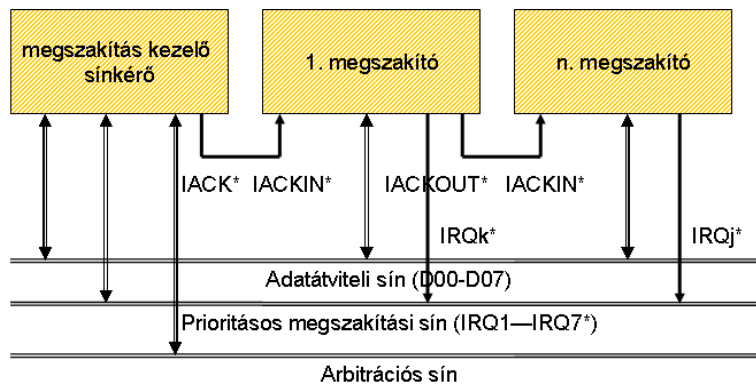 megszakítás kezelő
sínkérő
1. megszakító
n. megszakító
IACK* IACKIN* IACKOUT* IACKIN*
IRQk* IRQj*
Adatátviteli sín (D00-D07)
Prioritásos megszakítási sín (IRQ1—IRQ7*)
Arbitrációs sín